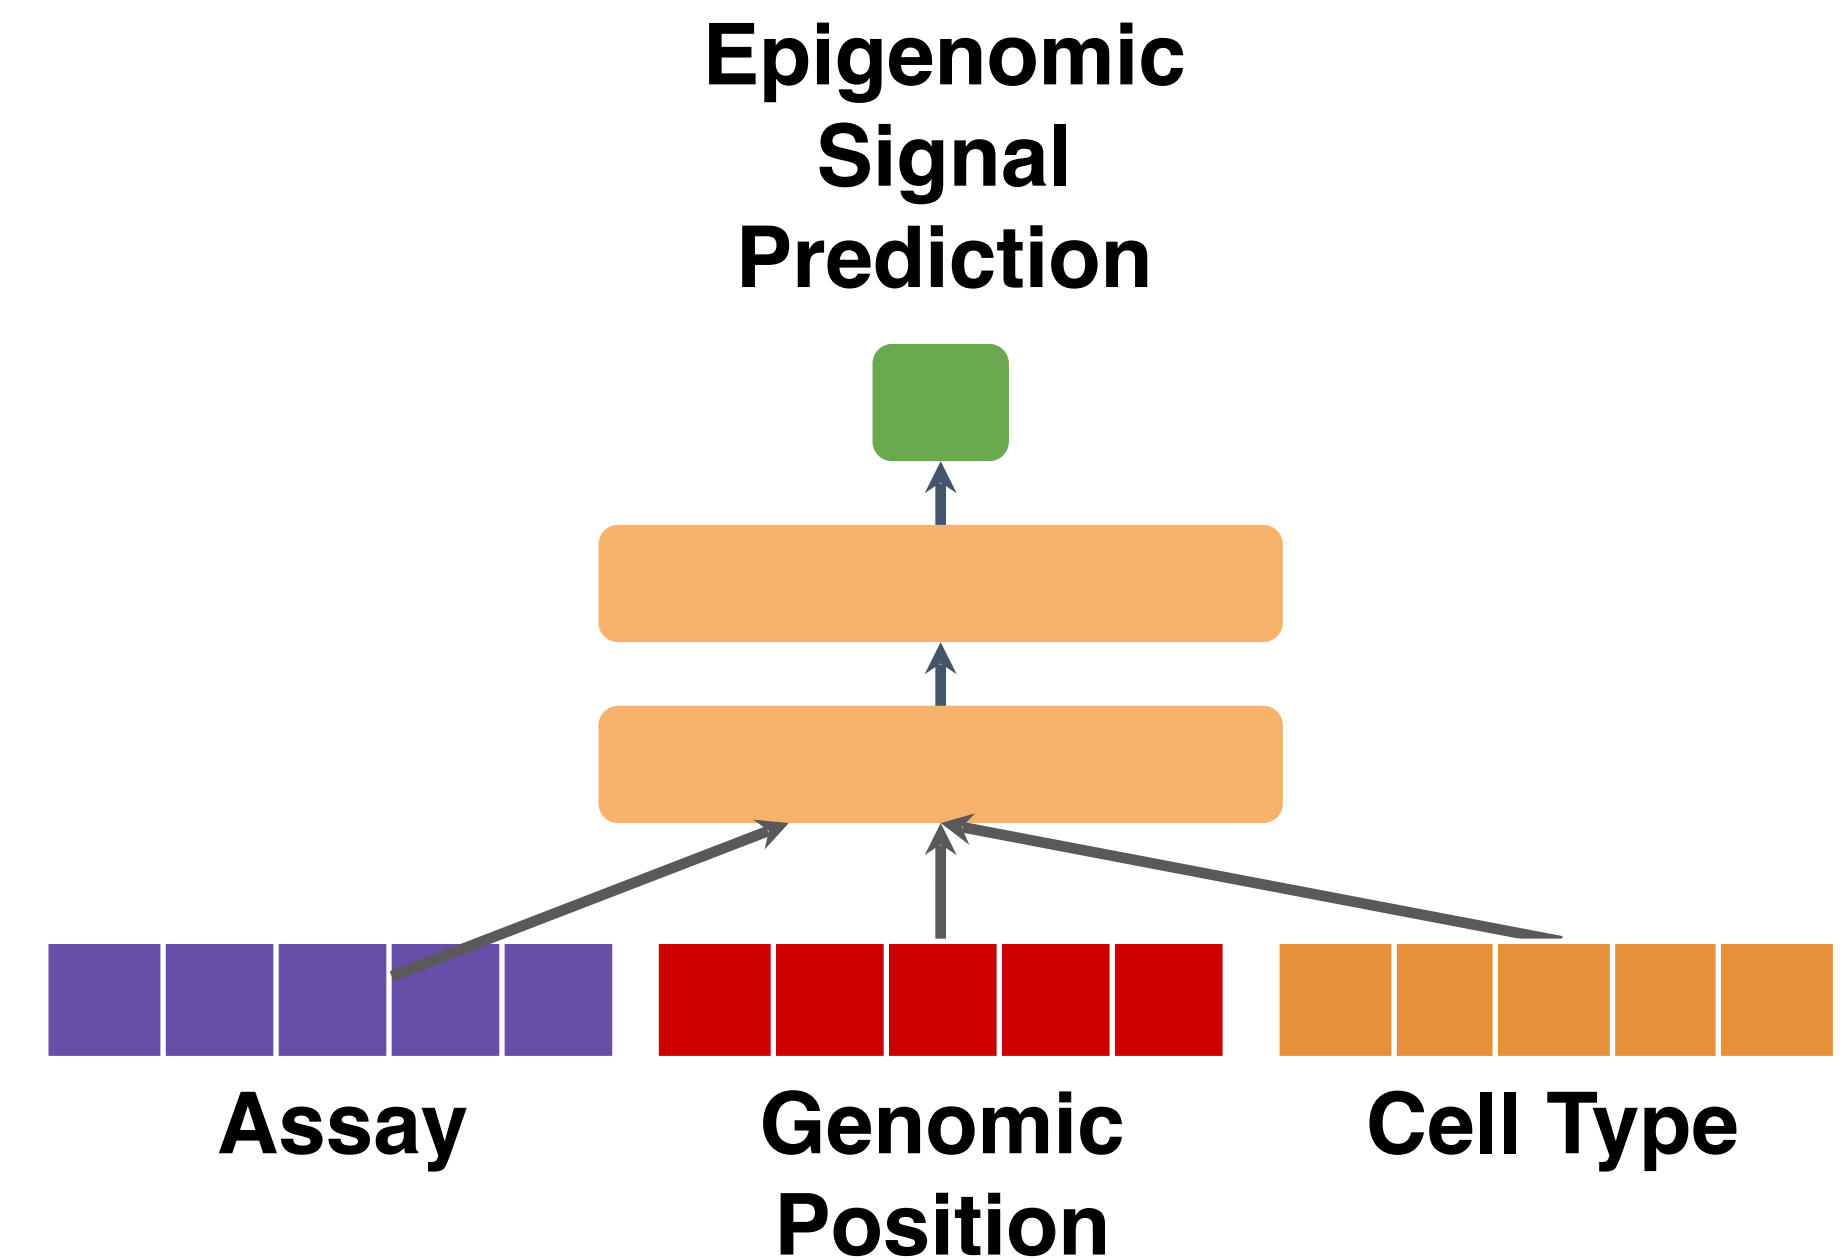 Epigenomic
Signal
Prediction
Assay
Genomic
Position
Cell Type